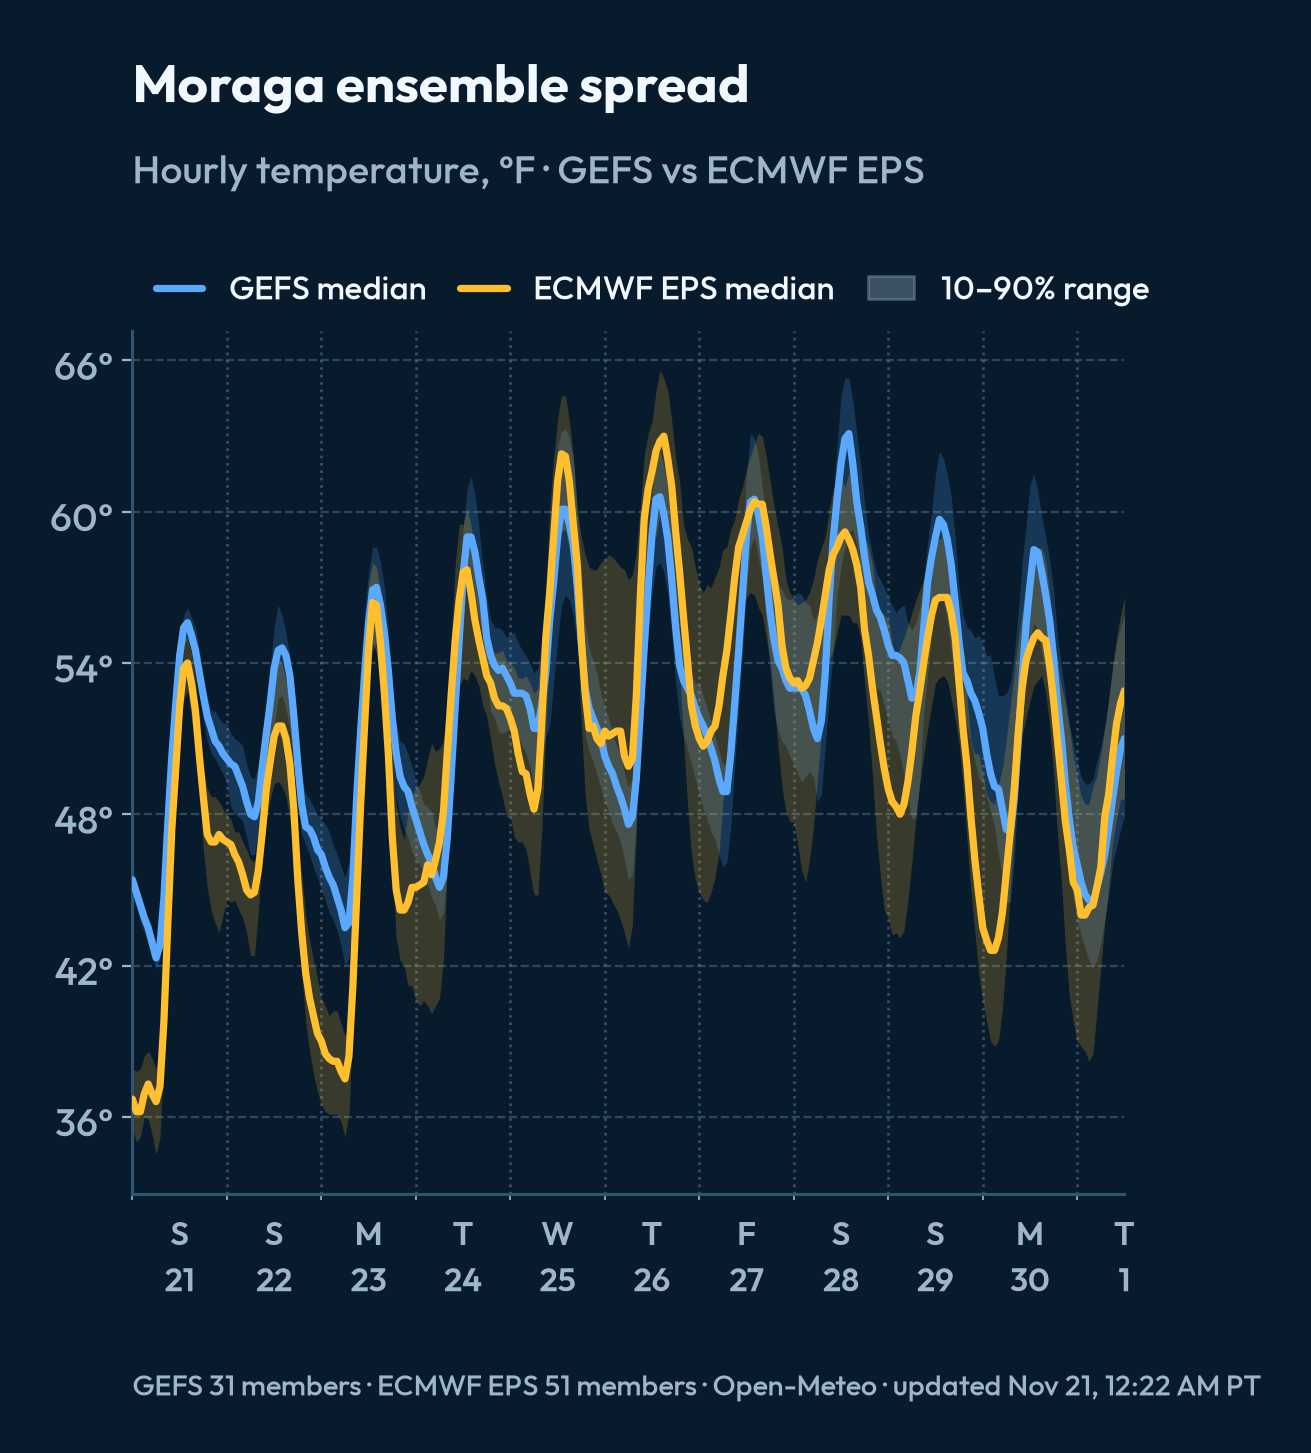 Moraga ensemble spread
Hourly temperature, °F · GEFS vs ECMWF EPS
GEFS median ECMWF EPS median 10–90% range
66°
60°
54°
48°
42°
36°
S S M T W T F S S M T
21 22 23 24 25 26 27 28 29 30 1
GEFS 31 members · ECMWF EPS 51 members · Open-Meteo · updated Nov 21, 12:22 AM PT